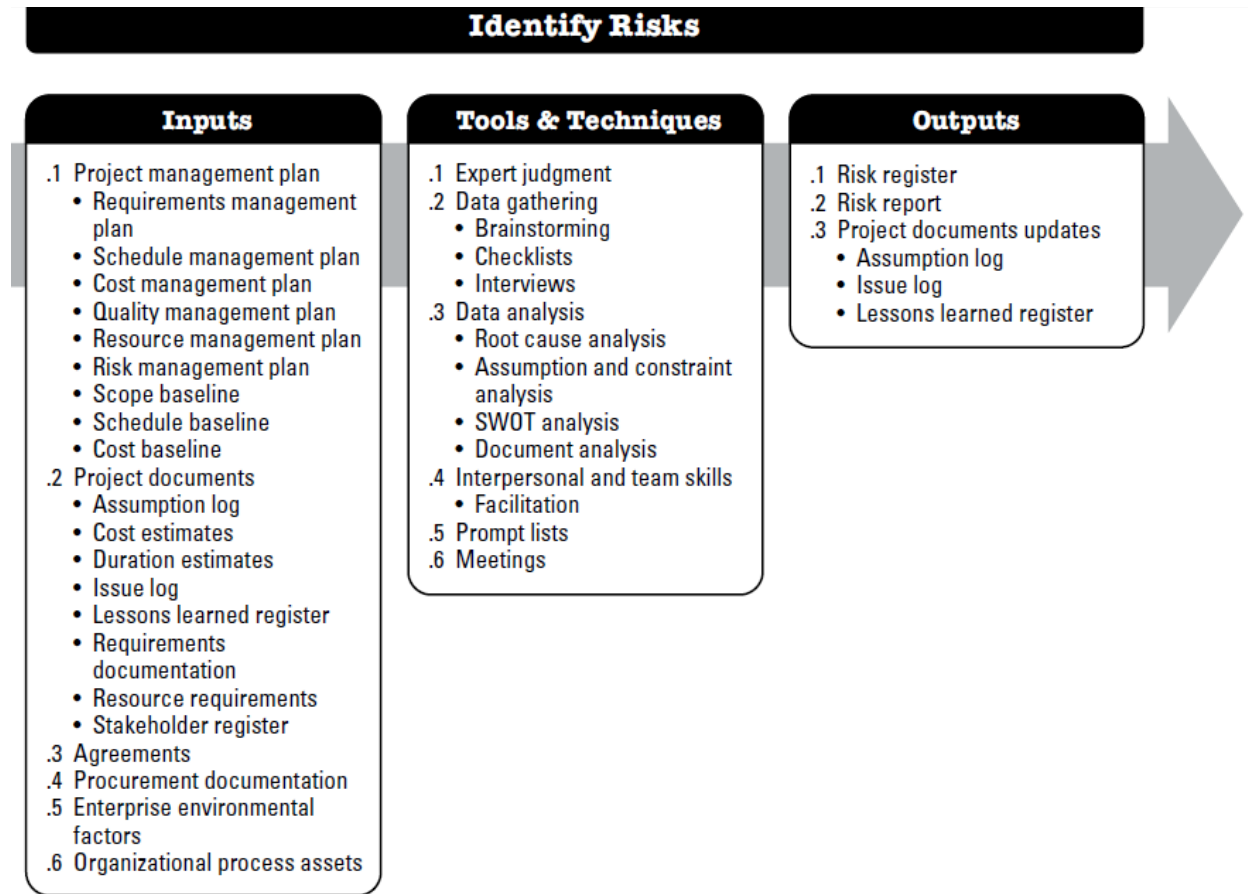 Identify Risks
Inputs
.1 Project management plan
• Requirements management
plan
• Schedule management plan
• Cost management plan
• Quality management plan
• Resource management plan
• Risk management plan
• Scope baseline
• Schedule baseline
• Cost baseline
.2 Project documents
• Assumption log
• Cost estimates
• Duration estimates
• Issue log
• Lessons learned register
• Requirements
documentation
• Resource requirements
• Stakeholder register
.3 Agreements
.4 Procurement documentation
.5 Enterprise environmental
factors
.6 Organizational process assets
Tools & Techniques
.1 Expert judgment
.2 Data gathering
• Brainstorming
• Checklists
• Interviews
.3 Data analysis
• Root cause analysis
• Assumption and constraint
analysis
• SWOT analysis
• Document analysis
.4 Interpersonal and team skills
• Facilitation
.5 Prompt lists
.6 Meetings
Outputs
.1 Risk register
.2 Risk report
.3 Project documents updates
• Assumption log
• Issue log
• Lessons learned register